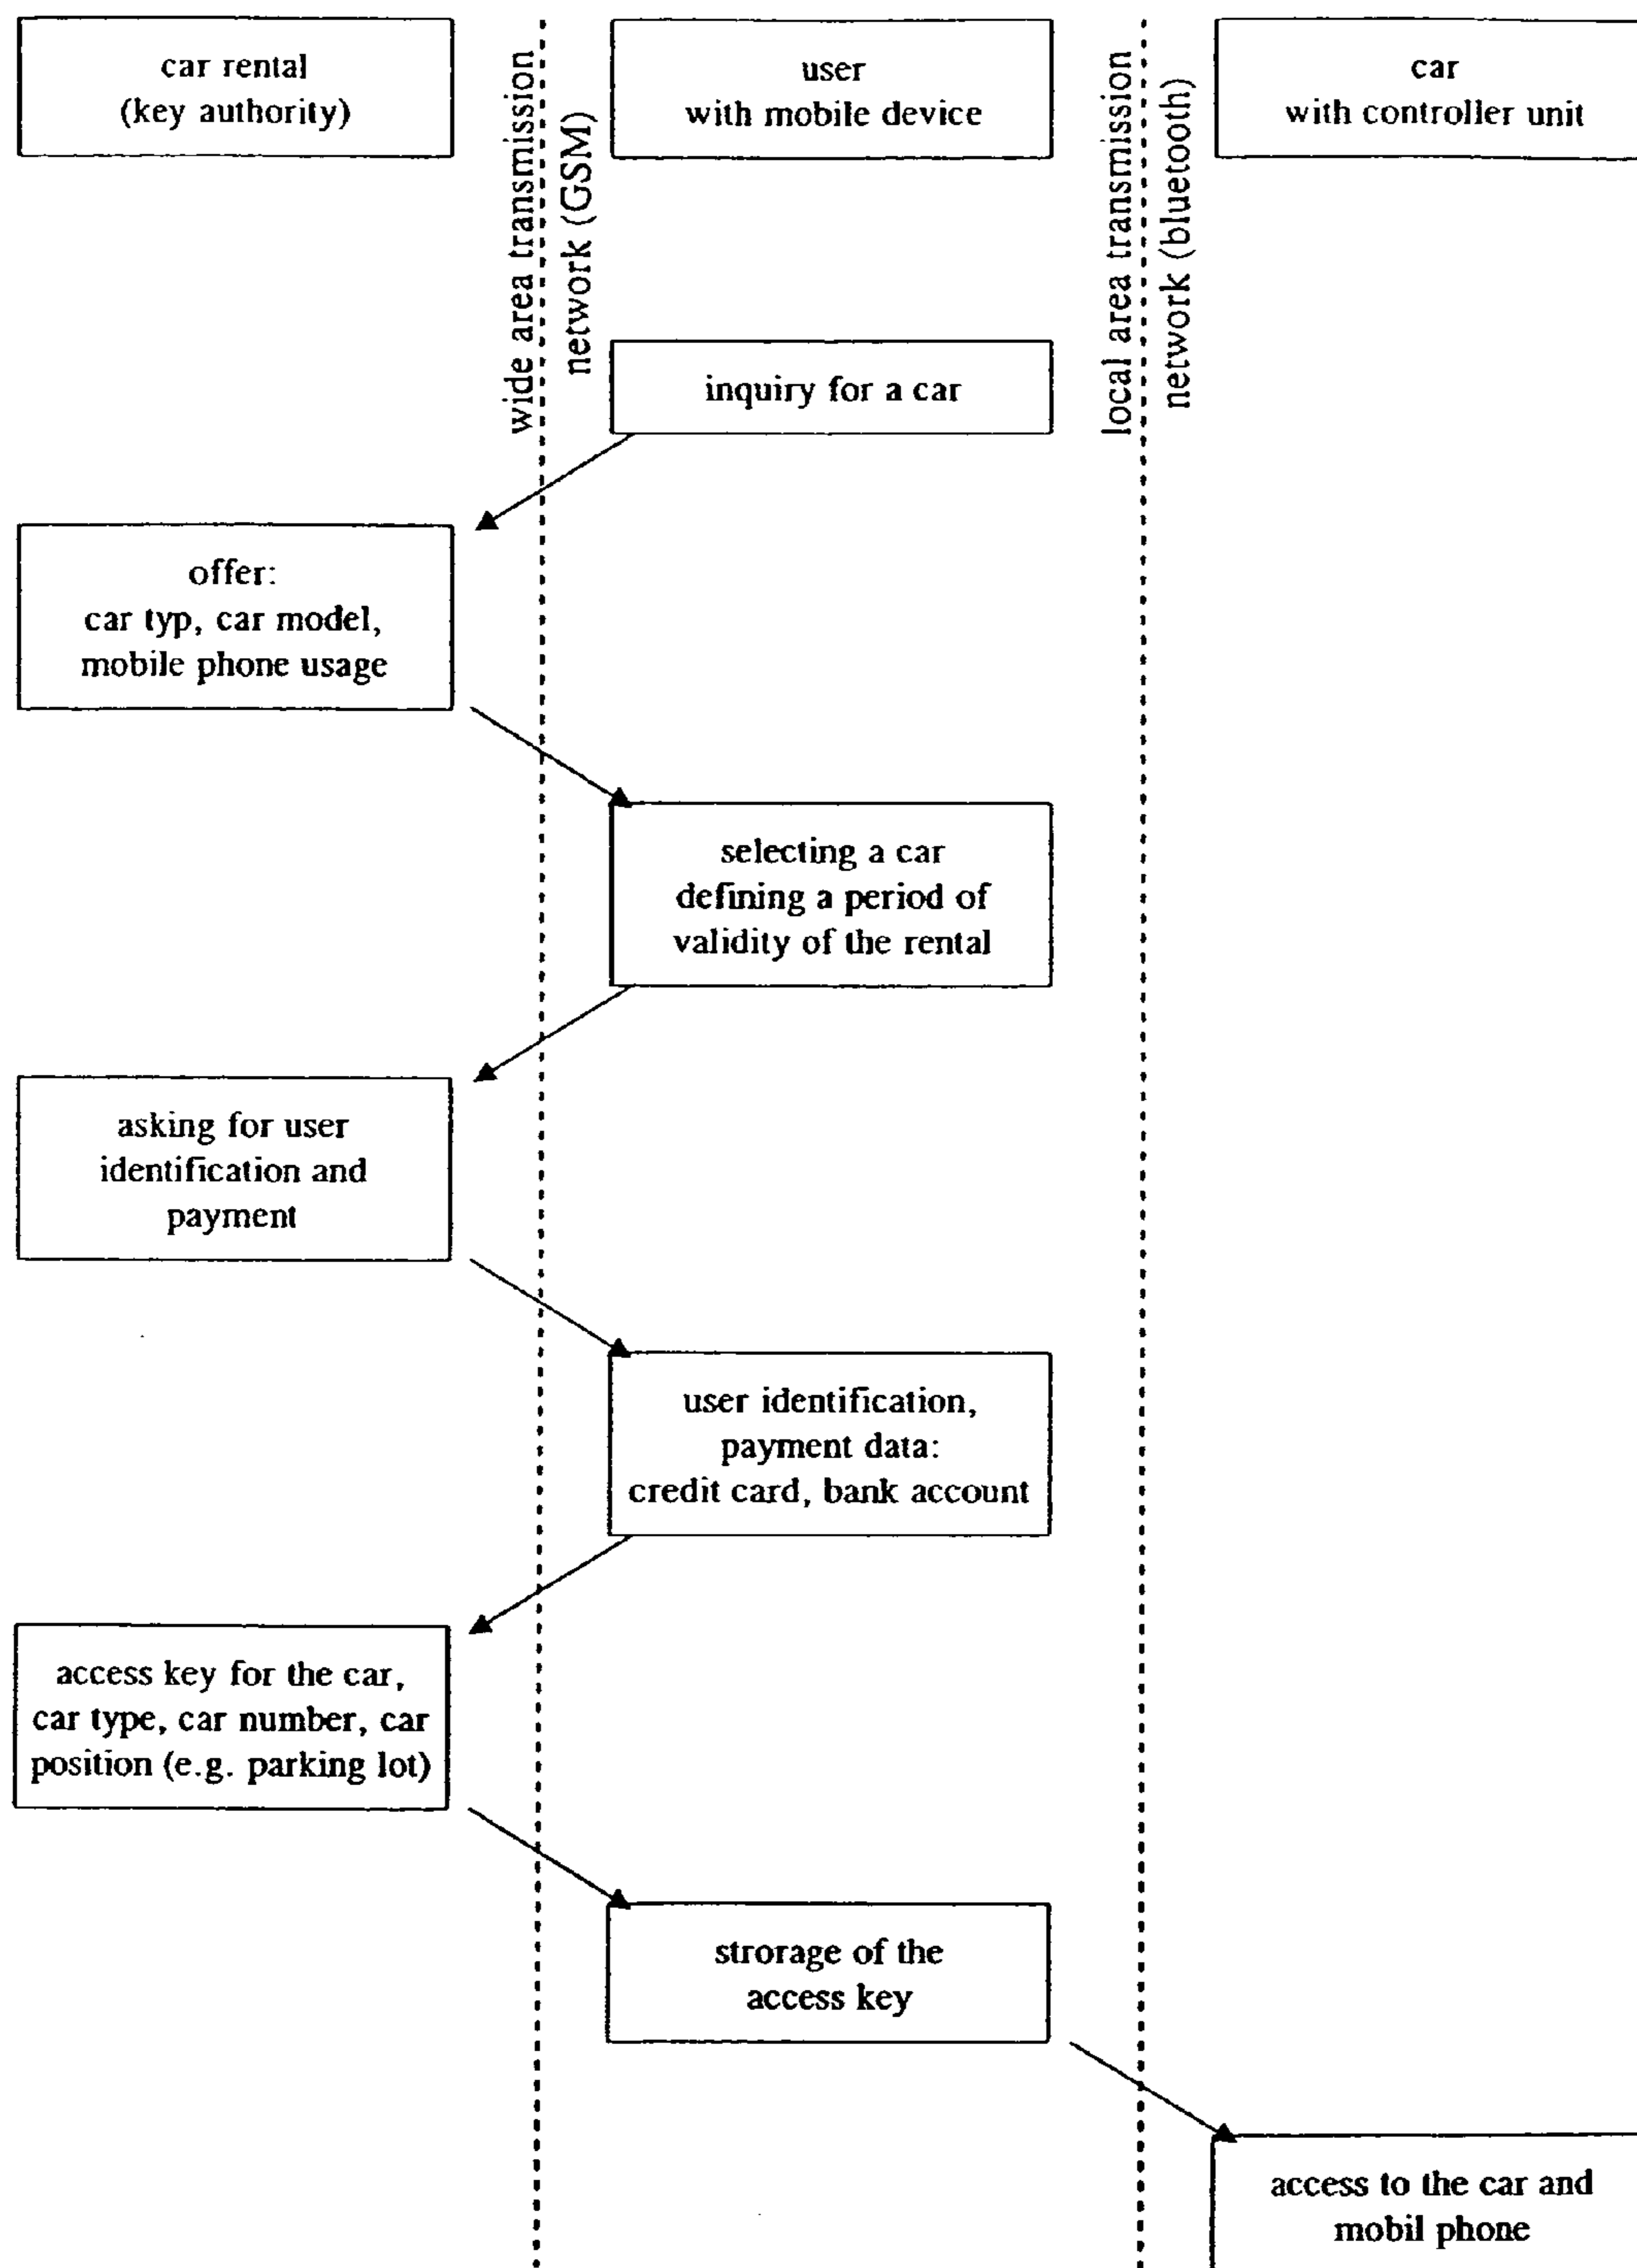 car rental
(key authority)
wide area transmission
network (GSM)
user
with mobile device
local area transmission
network (bluetooth)
car
with controller unit
inquiry for a car
offer:
car typ, car model,
mobile phone usage
selecting a car
defining a period of
validity of the rental
asking for user
identification and
payment
user identification,
payment data:
credit card, bank account
access key for the car,
car type, car number, car
position (e.g. parking lot)
strorage of the
access key
access to the car and
mobil phone